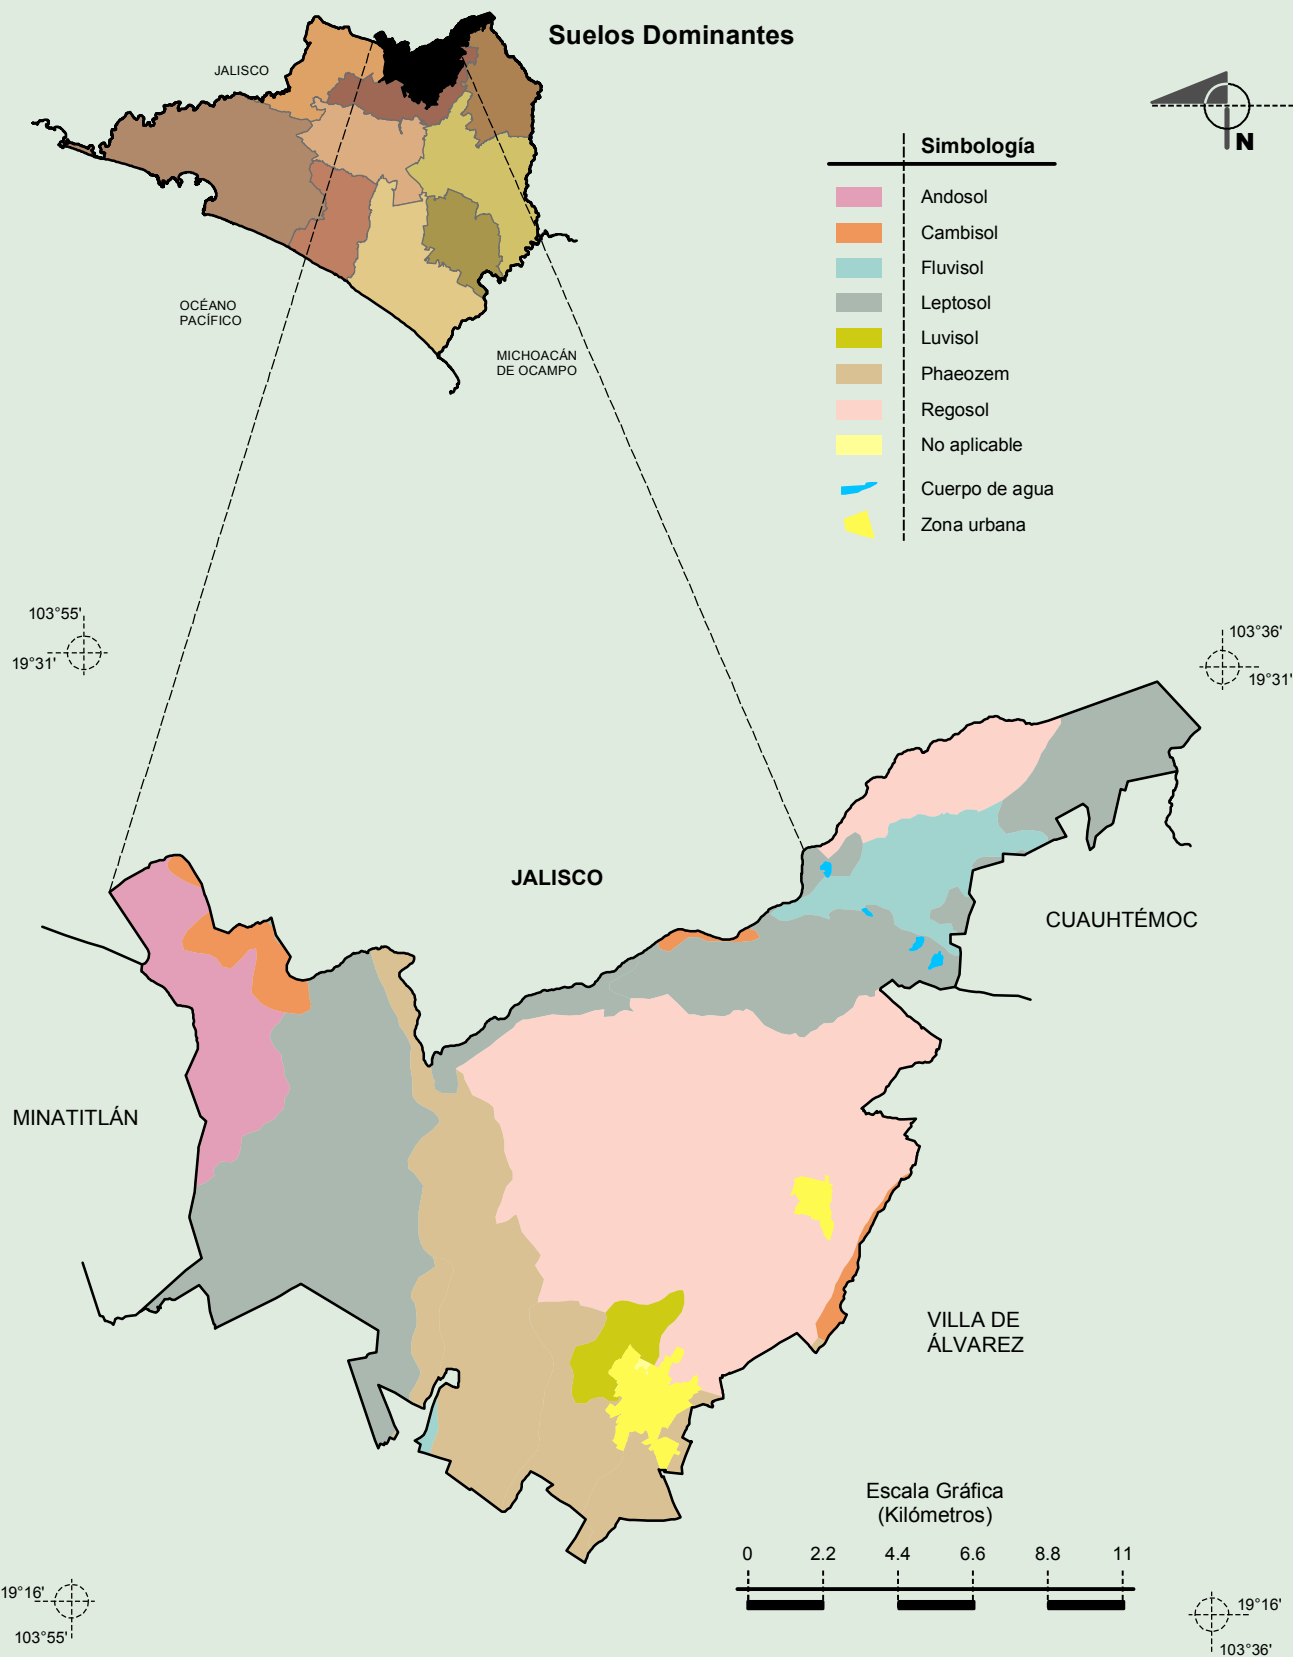 Suelos Dominantes
JALISCO
OCÉANO
PACÍFICO
MICHOACÁN
DE OCAMPO
N
Simbología
Andosol
Cambisol
Fluvisol
Leptosol
Luvisol
Phaeozem
Regosol
No aplicable
Cuerpo de agua
Zona urbana
103°55'
19°31'
103°36'
19°31'
JALISCO
CUAUHTÉMOC
MINATITLÁN
VILLA DE
ÁLVAREZ
Escala Gráfica
(Kilómetros)
0 2.2 4.4 6.6 8.8 11
19°16'
103°55'
19°16'
103°36'